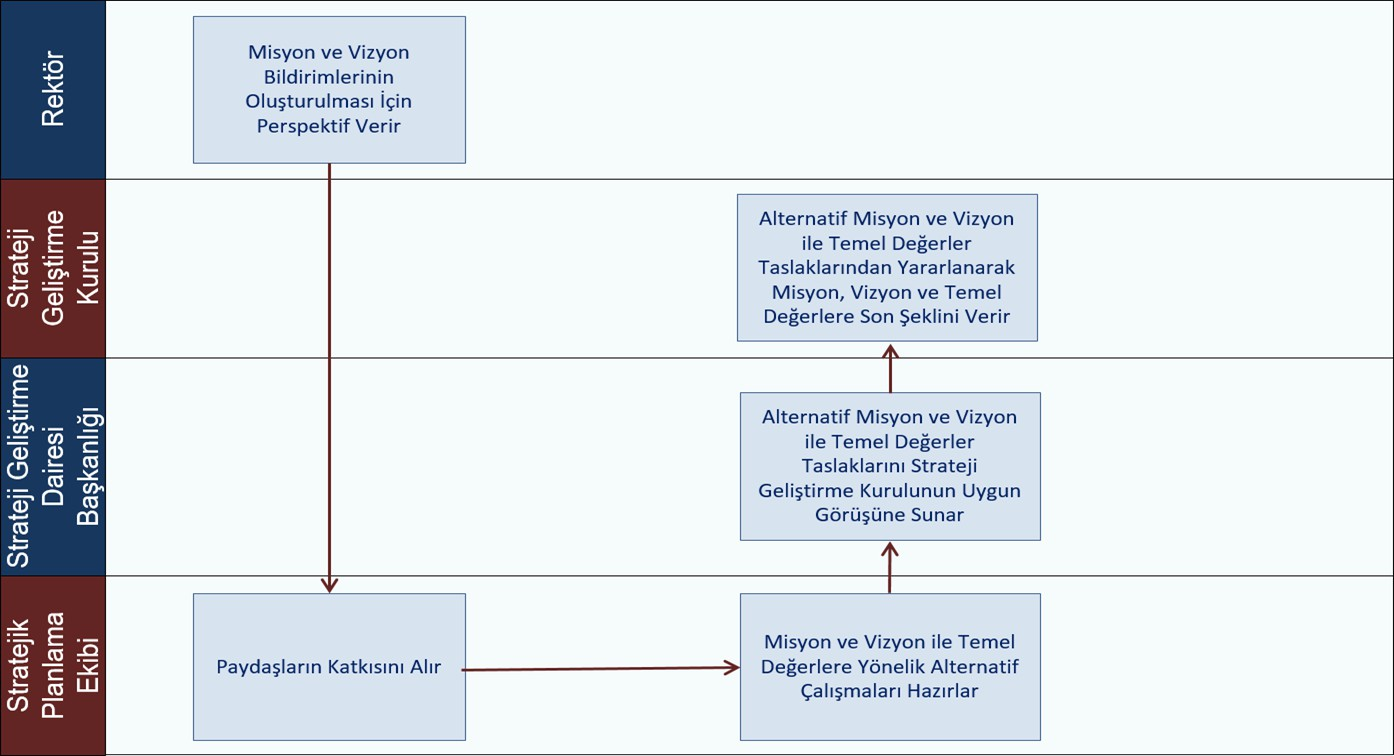 Rektör
Misyon ve Vizyon
Bildirimlerinin
Oluşturulması İçin
Perspektif Verir
Strateji
Geliştirme
Kurulu
Alternatif Misyon ve Vizyon
ile Temel Değerler
Taslaklarından Yararlanarak
Misyon, Vizyon ve Temel
Değerlere Son Şeklini Verir
Strateji Geliştirme
Dairesi
Başkanlığı
Alternatif Misyon ve Vizyon
ile Temel Değerler
Taslaklarını Strateji
Geliştirme Kurulunun Uygun
Görüşüne Sunar
Stratejik
Planlama
Ekibi
Paydaşların Katkısını Alır
Misyon ve Vizyon ile Temel
Değerlere Yönelik Alternatif
Çalışmaları Hazırlar